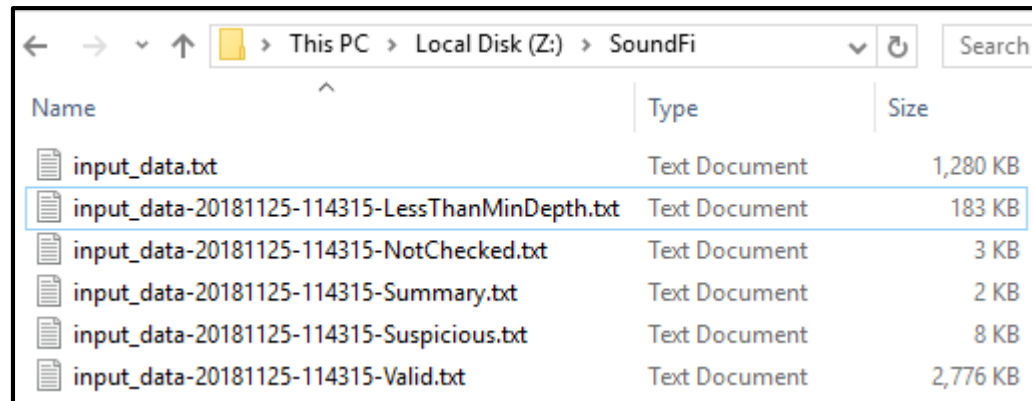 This PC > Local Disk (Z:) > SoundFi Search
Name Type Size
input_data.txt Text Document 1,280 KB
input_data-20181125-114315-LessThanMinDepth.txt Text Document 183 KB
input_data-20181125-114315-NotChecked.txt Text Document 3 KB
input_data-20181125-114315-Summary.txt Text Document 2 KB
input_data-20181125-114315-Suspicious.txt Text Document 8 KB
input_data-20181125-114315-Valid.txt Text Document 2,776 KB